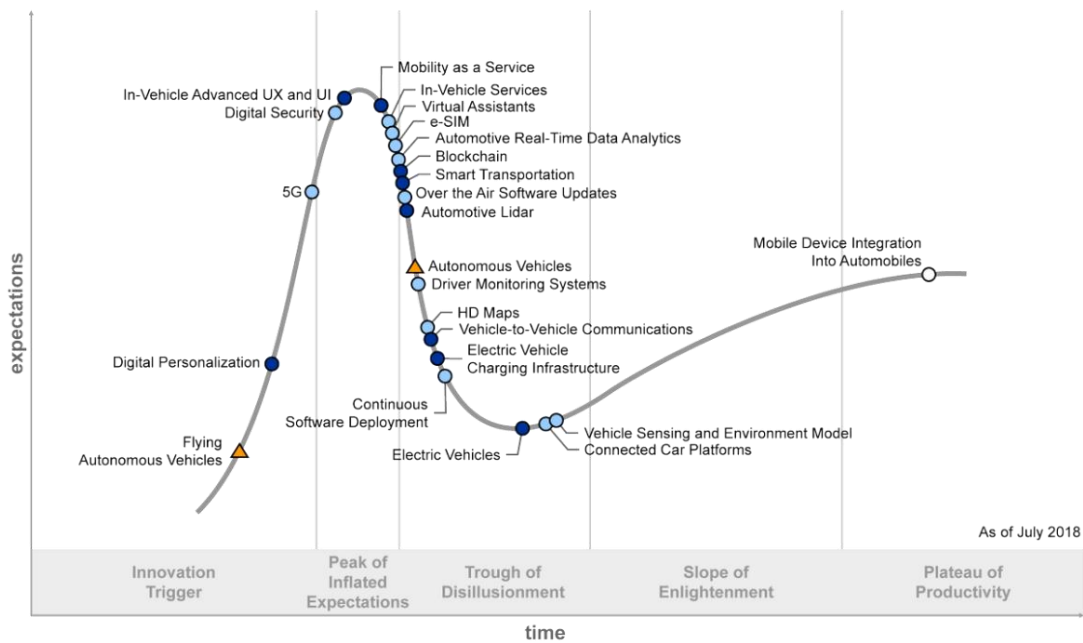 Mobility as a Service
In-Vehicle Advanced UX and UI
In-Vehicle Services
Digital Security
Virtual Assistants
e-SIM
Automotive Real-Time Data Analytics
Blockchain
Smart Transportation
5G
Over the Air Software Updates
Automotive Lidar
Mobile Device Integration
Into Automobiles
Autonomous Vehicles
Driver Monitoring Systems
HD Maps
Vehicle-to-Vehicle Communications
Electric Vehicle
Charging Infrastructure
Digital Personalization
Continuous
Software Deployment
Flying
Autonomous Vehicles
Vehicle Sensing and Environment Model
Connected Car Platforms
Electric Vehicles
expectations
As of July 2018
Innovation
Trigger
Peak of
Inflated
Expectations
Trough of
Disillusionment
Slope of
Enlightenment
Plateau of
Productivity
time